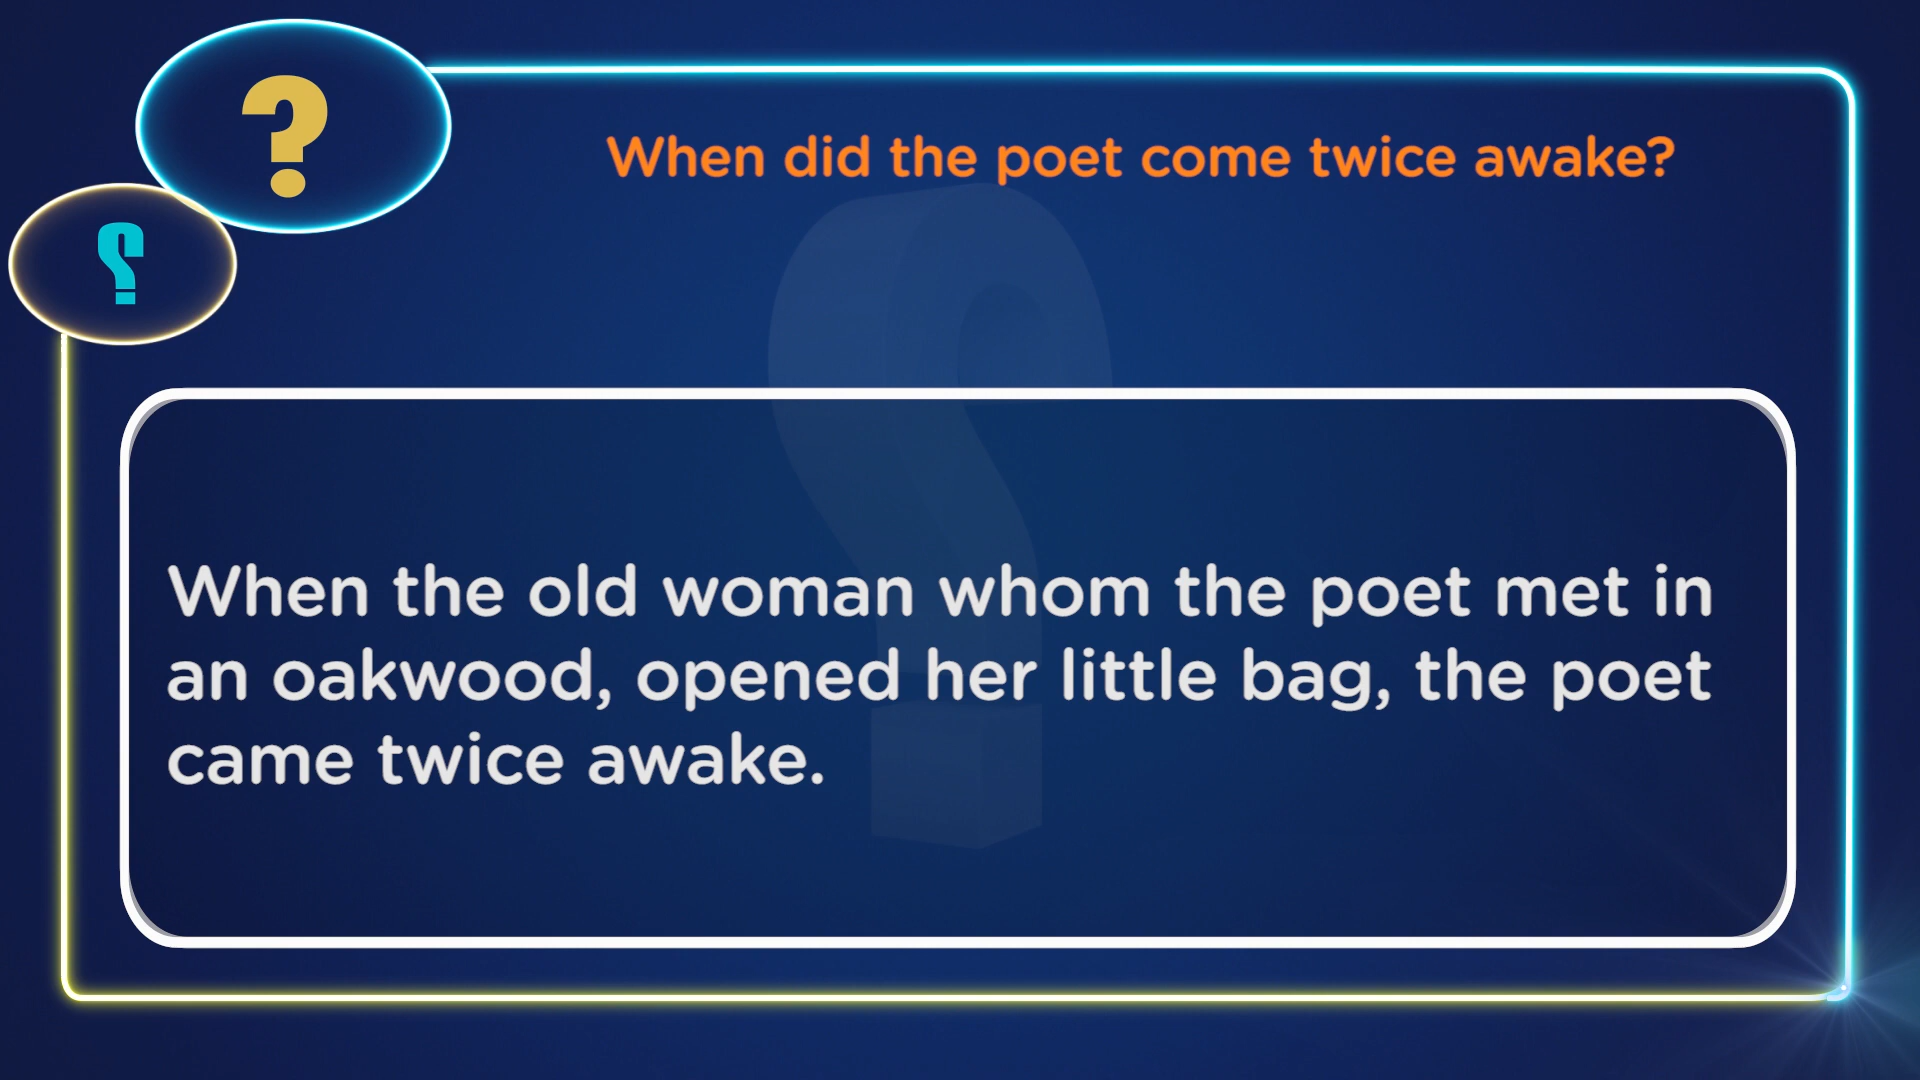 ?
?
When did the poet come twice awake?
When the old woman whom the poet met in
an oakwood, opened her little bag, the poet
came twice awake.